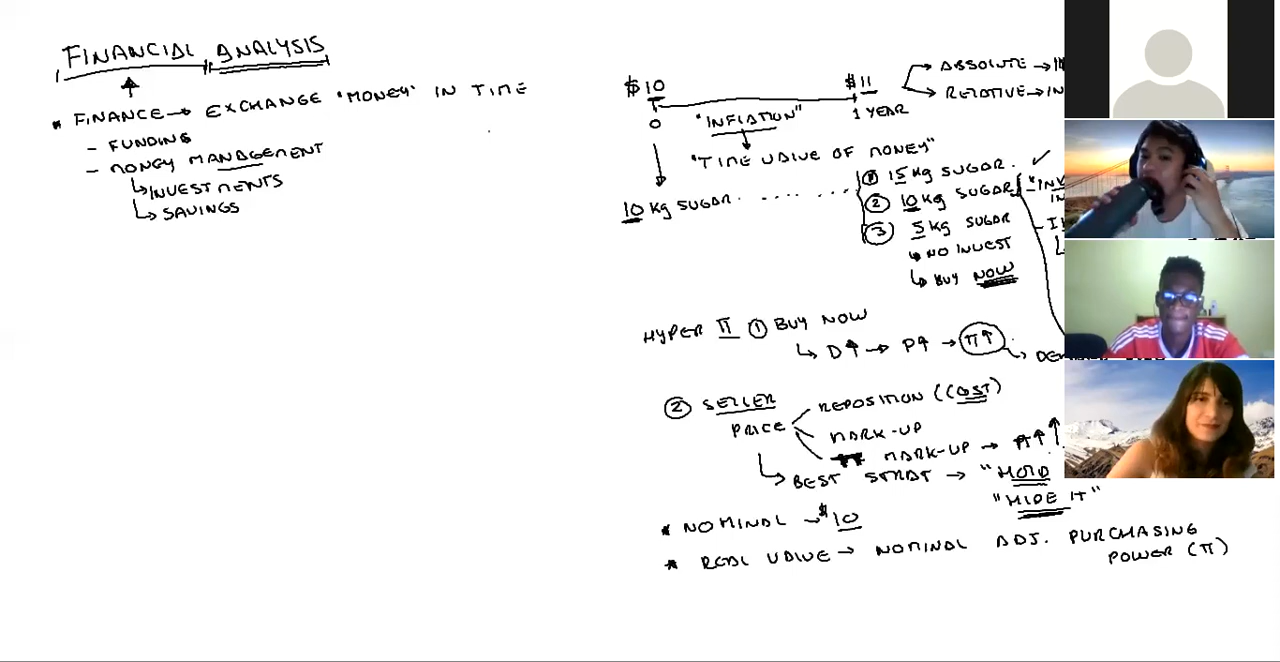 FINANCIAL ANALYSIS
* FINANCE → EXCHANGE "MONEY" IN TIME
- FUNDING
- MONEY MANAGEMENT
↳ INVESTMENTS
↳ SAVINGS
$10 $11
→ ABSOLUTE →
→ RELATIVE →
0 "INFLATION" 1 YEAR
"TIME VALUE OF MONEY"
10 KG SUGAR ... ...
① 15 KG SUGAR. ✓
② 10 KG SUGAR
③ 5 KG SUGAR
↳ NO INVEST
↳ BUY NOW
HYPER π ① BUY NOW
↳ D↑ → P↑ → π↑
② SELLER
PRICE
REPOSITION (COST)
MARK-UP
MARK-UP →
↳ BEST STRAT → "HOLD
"HIDE IT"
* NOMINAL → $10
* REAL VALUE → NOMINAL ADJ. PURCHASING
POWER (π)